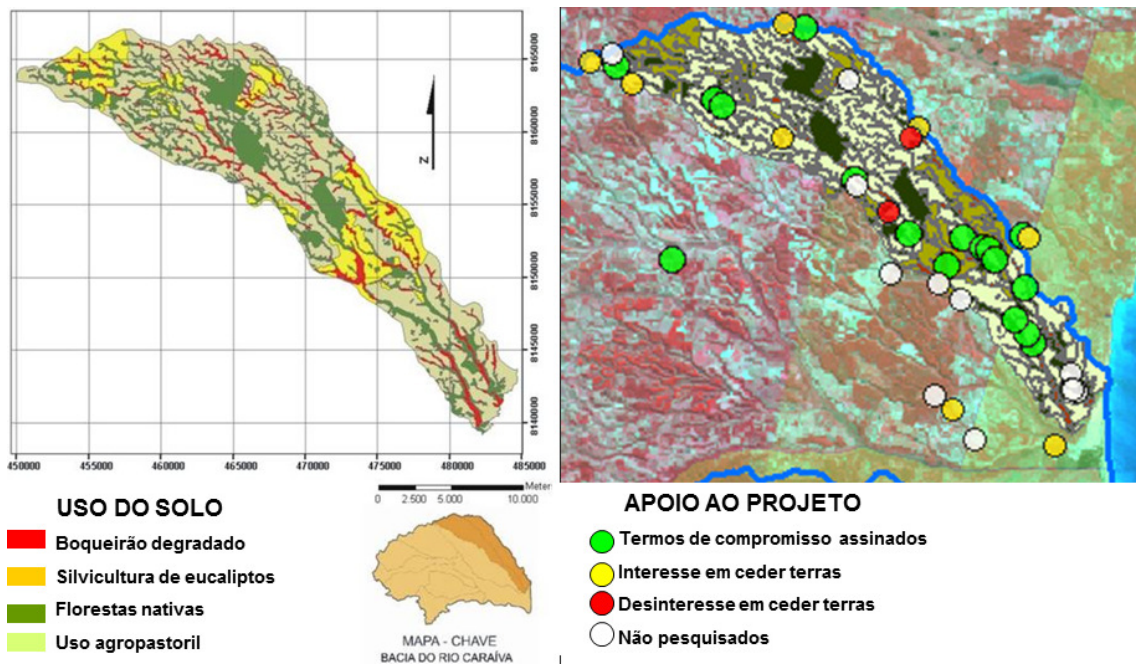 8165000
8160000
8155000
8150000
8145000
8140000
N
450000 455000 460000 465000 470000 475000 480000 485000
Meter
0 2.500 5.000 10.000
USO DO SOLO
Boqueirão degradado
Silvicultura de eucaliptos
Florestas nativas
Uso agropastoril
MAPA - CHAVE
BACIA DO RIO CARAÍVA
APOIO AO PROJETO
Termos de compromisso assinados
Interesse em ceder terras
Desinteresse em ceder terras
Não pesquisados